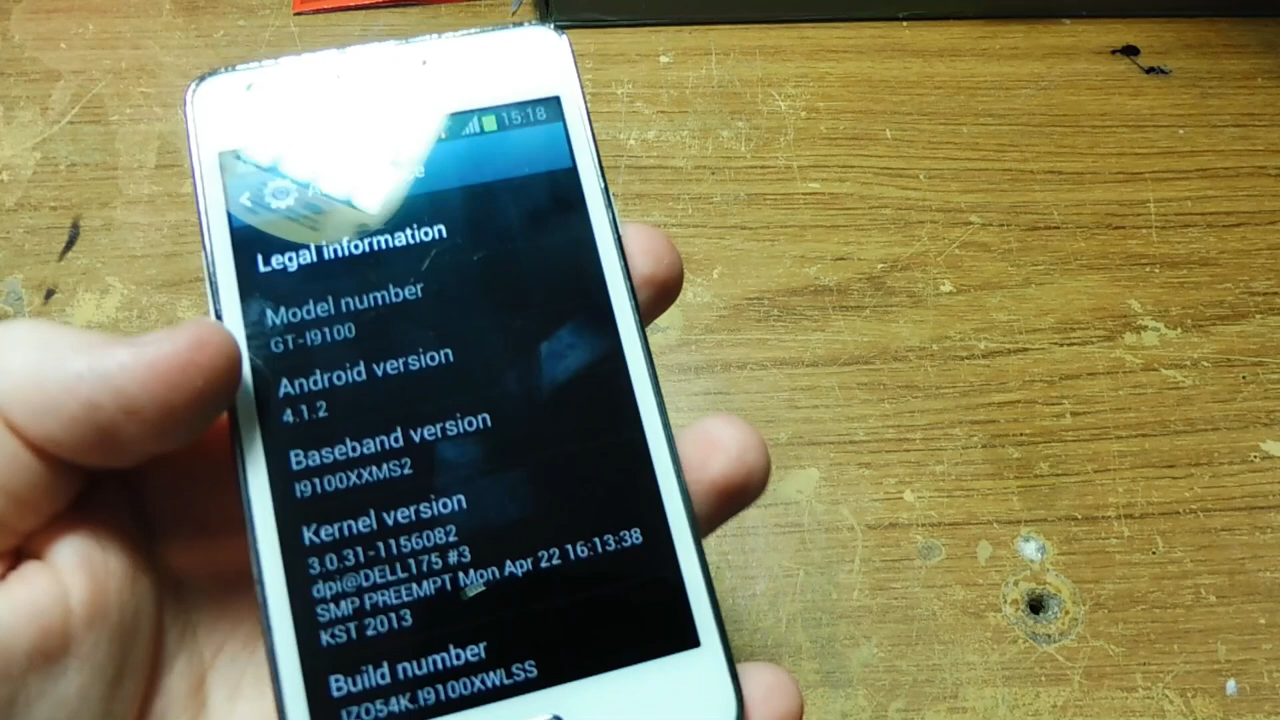 15:18
Legal information
Model number
GT-I9100
Android version
4.1.2
Baseband version
I9100XXMS2
Kernel version
3.0.31-1156082
dpi@DELL175 #3
SMP PREEMPT Mon Apr 22 16:13:38
KST 2013
Build number
JZO54K.I9100XWLSS